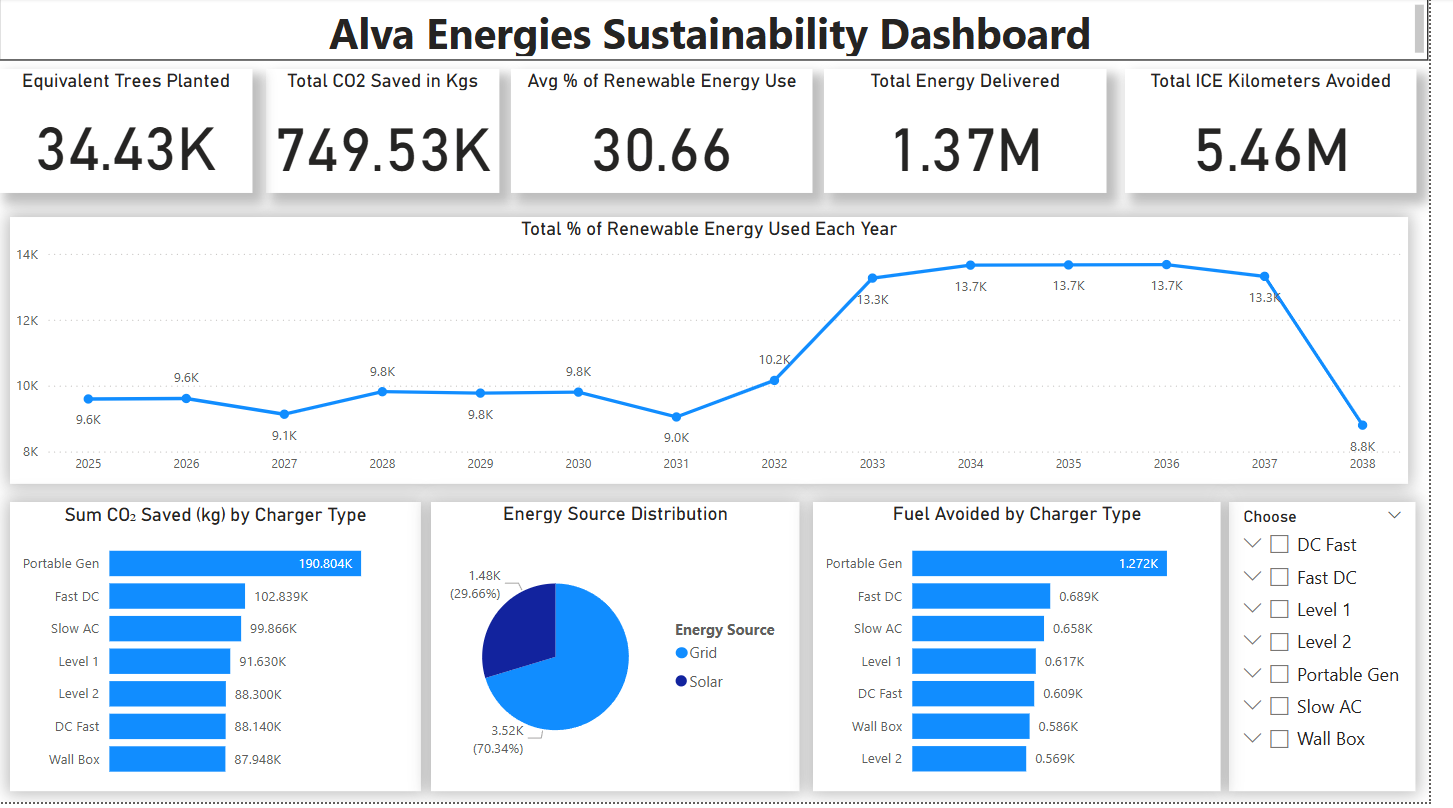 Alva Energies Sustainability Dashboard
Equivalent Trees Planted
34.43K
Total CO2 Saved in Kgs
749.53K
Avg % of Renewable Energy Use
30.66
Total Energy Delivered
1.37M
Total ICE Kilometers Avoided
5.46M
Total % of Renewable Energy Used Each Year
14K
12K
10K
8K
9.6K
9.6K
9.1K
9.8K
9.8K
9.8K
9.0K
10.2K
13.3K
13.7K
13.7K
13.7K
13.3K
8.8K
2025 2026 2027 2028 2029 2030 2031 2032 2033 2034 2035 2036 2037 2038
Sum CO₂ Saved (kg) by Charger Type
Portable Gen 190.804K
Fast DC 102.839K
Slow AC 99.866K
Level 1 91.630K
Level 2 88.300K
DC Fast 88.140K
Wall Box 87.948K
Energy Source Distribution
1.48K
(29.66%)
3.52K
(70.34%)
Energy Source
Grid
Solar
Fuel Avoided by Charger Type
Portable Gen 1.272K
Fast DC 0.689K
Slow AC 0.658K
Level 1 0.617K
DC Fast 0.609K
Wall Box 0.586K
Level 2 0.569K
Choose
DC Fast
Fast DC
Level 1
Level 2
Portable Gen
Slow AC
Wall Box